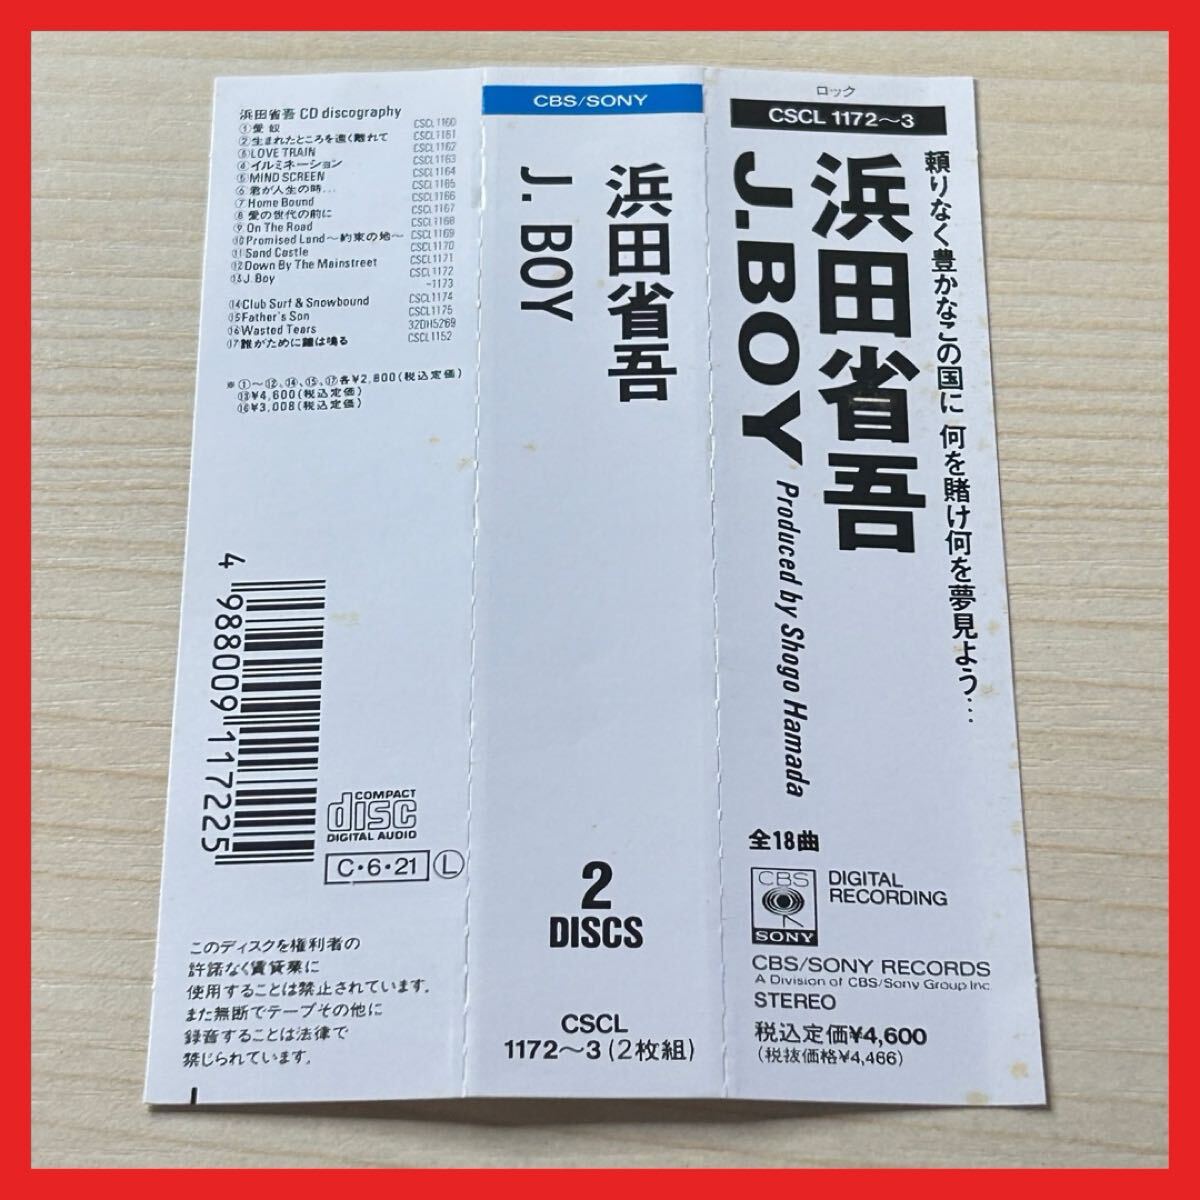 浜田省吾 CD discography
①愛奴 CSCL1160
②生まれたところを遠く離れて CSCL1161
③LOVE TRAIN CSCL1162
④イルミネーション CSCL1163
⑤MIND SCREEN CSCL1164
⑥君が人生の時… CSCL1165
⑦Home Bound CSCL1166
⑧愛の世代の前に CSCL1167
⑨On The Road CSCL1168
⑩Promised Land〜約束の地〜 CSCL1169
⑪Sand Castle CSCL1170
⑫Down By The Mainstreet CSCL1171
⑬J.Boy CSCL1172
~1173
⑭Club Surf & Snowbound CSCL1174
⑮Father's Son CSCL1175
⑯Wasted Tears 32DH5269
⑰誰がために鐘は鳴る CSCL1152
※①〜⑫、⑭、⑮、⑰各¥2,800(税込定価)
⑬¥4,600(税込定価)
⑯¥3,008(税込定価)
4 988009 117225
COMPACT
disc
DIGITAL AUDIO
C・6・21 Ⓛ
このディスクを権利者の
許諾なく賃貸業に
使用することは禁止されています。
また無断でテープその他に
録音することは法律で
禁じられています。
CBS/SONY
浜田省吾
J. BOY
2
DISCS
CSCL
1172〜3(2枚組)
ロック
CSCL 1172〜3
頼りなく豊かなこの国に 何を賭け何を夢見よう…
浜田省吾
J.BOY
Produced by Shogo Hamada
全18曲
CBS
SONY
DIGITAL
RECORDING
CBS/SONY RECORDS
A Division of CBS/Sony Group Inc.
STEREO
税込定価¥4,600
(税抜価格¥4,466)